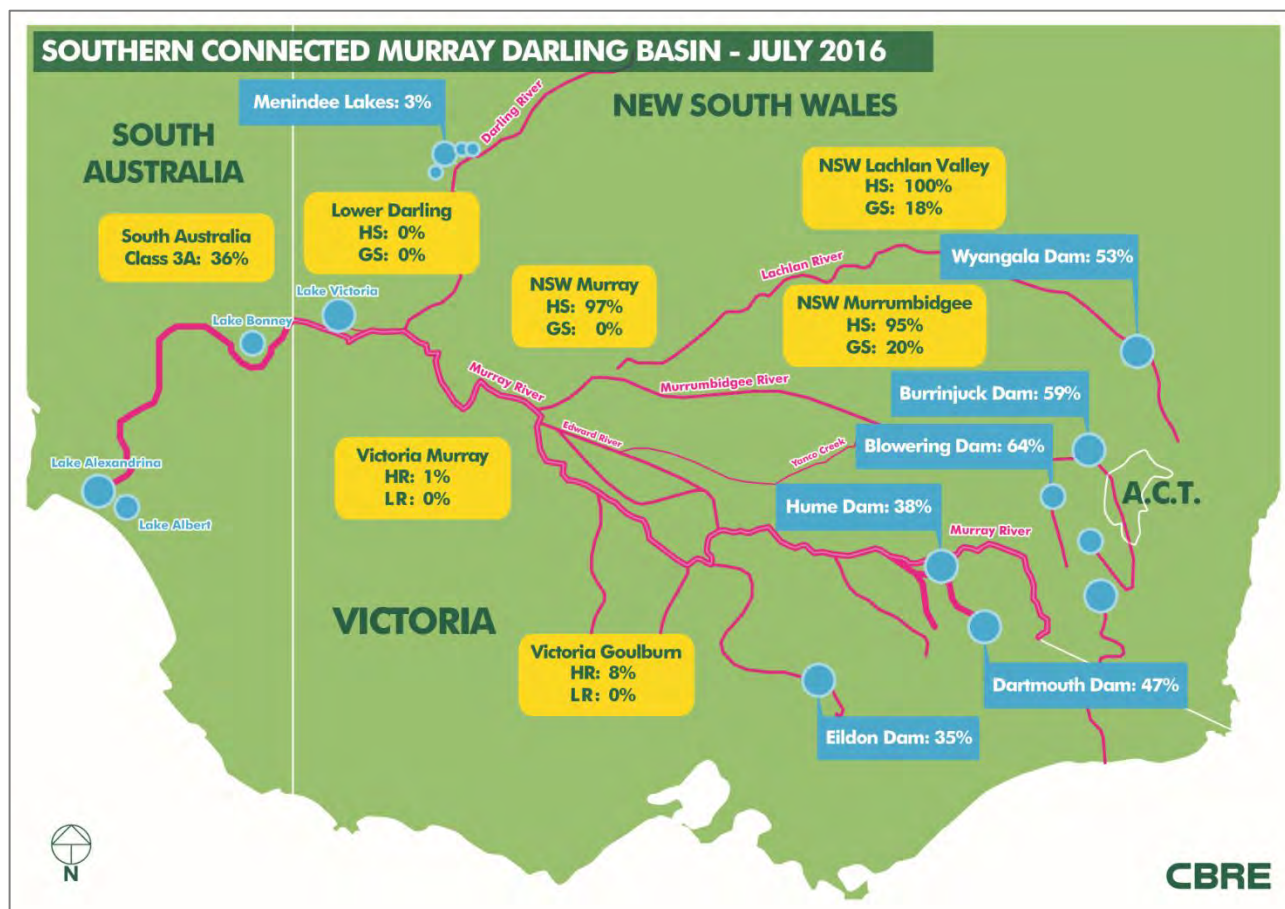 SOUTHERN CONNECTED MURRAY DARLING BASIN - JULY 2016
Menindee Lakes: 3%
Darling River
NEW SOUTH WALES
SOUTH
AUSTRALIA
NSW Lachlan Valley
HS: 100%
GS: 18%
Lower Darling
HS: 0%
GS: 0%
South Australia
Class 3A: 36%
Wyangala Dam: 53%
Lachlan River
NSW Murray
HS: 97%
GS: 0%
NSW Murrumbidgee
HS: 95%
GS: 20%
Lake Victoria
Lake Bonney
Murray River
Murrumbidgee River
Burrinjuck Dam: 59%
Edward River
Yanco Creek
Blowering Dam: 64%
Victoria Murray
HR: 1%
LR: 0%
Lake Alexandrina
Lake Albert
A.C.T.
Hume Dam: 38%
Murray River
VICTORIA
Victoria Goulburn
HR: 8%
LR: 0%
Dartmouth Dam: 47%
Eildon Dam: 35%
N
CBRE